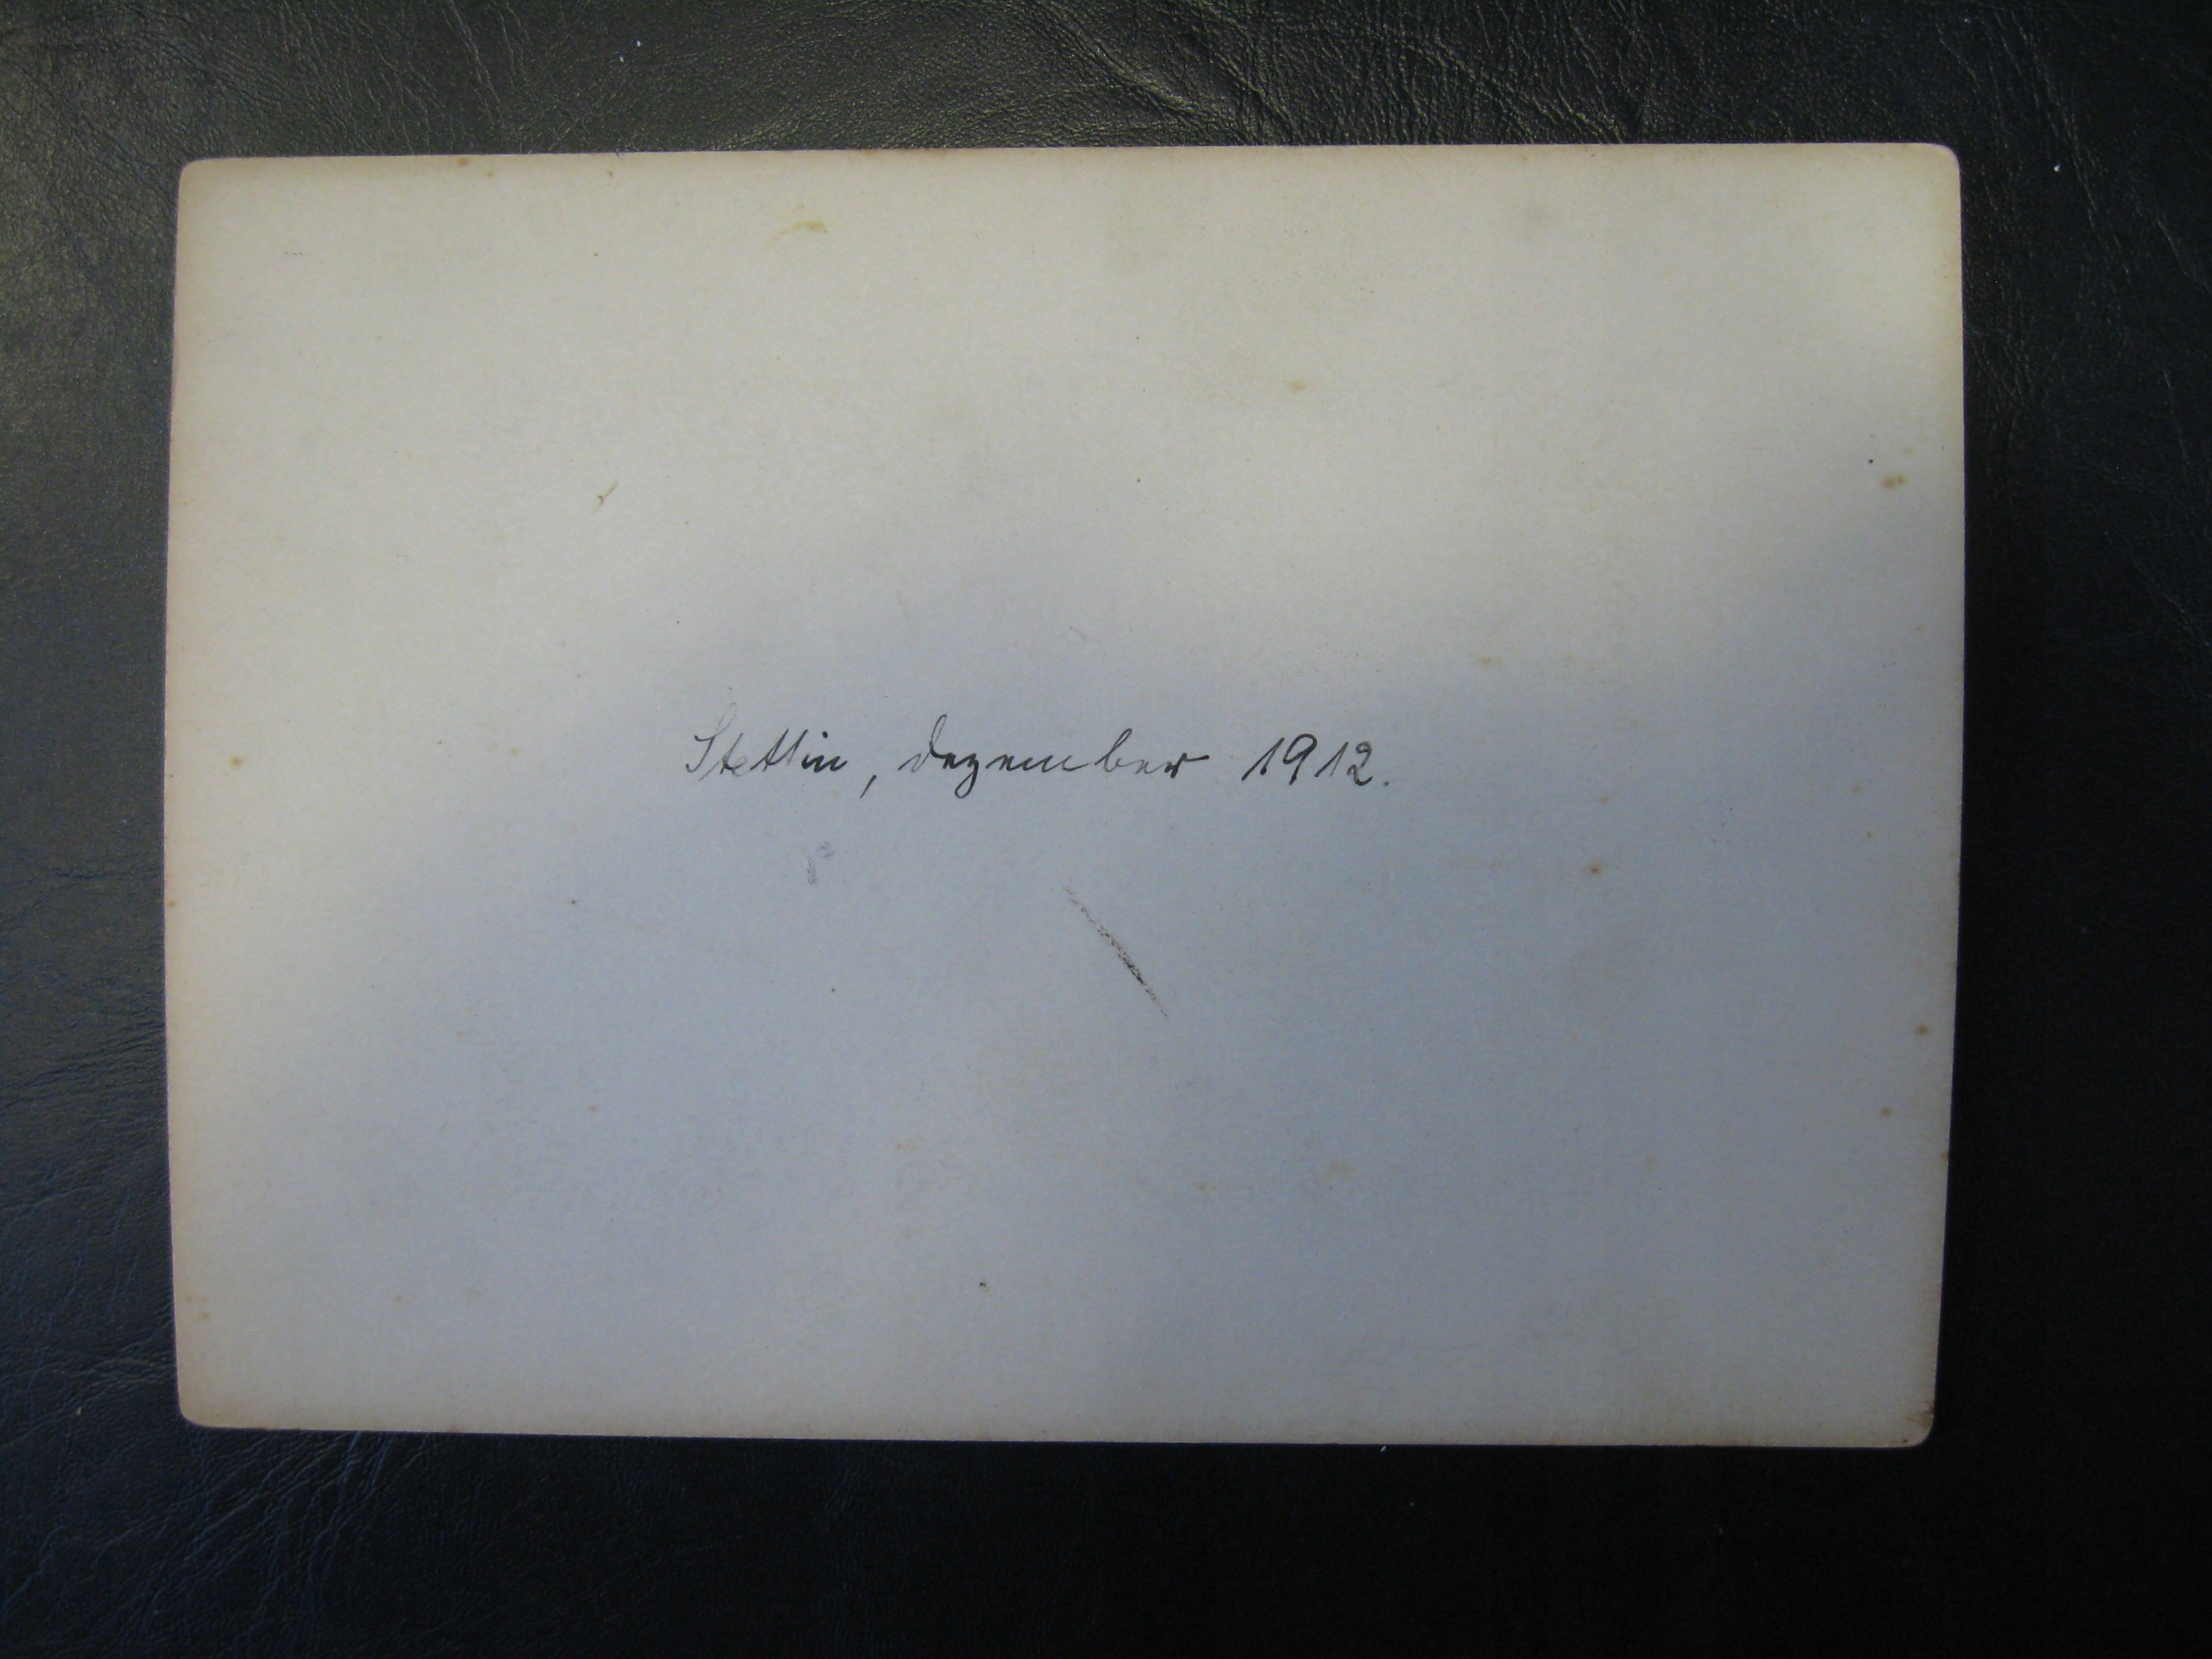 Stettin, dezember 1912.